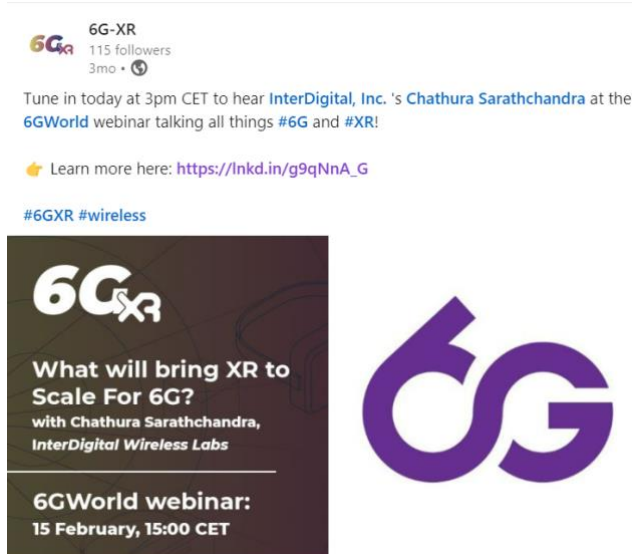 6GXR
6G-XR
115 followers
3mo •
Tune in today at 3pm CET to hear InterDigital, Inc. 's Chathura Sarathchandra at the
6GWorld webinar talking all things #6G and #XR!
👉 Learn more here: https://lnkd.in/g9qNnA_G
#6GXR #wireless
6GXR
What will bring XR to
Scale For 6G?
with Chathura Sarathchandra,
InterDigital Wireless Labs
6GWorld webinar:
15 February, 15:00 CET
6G